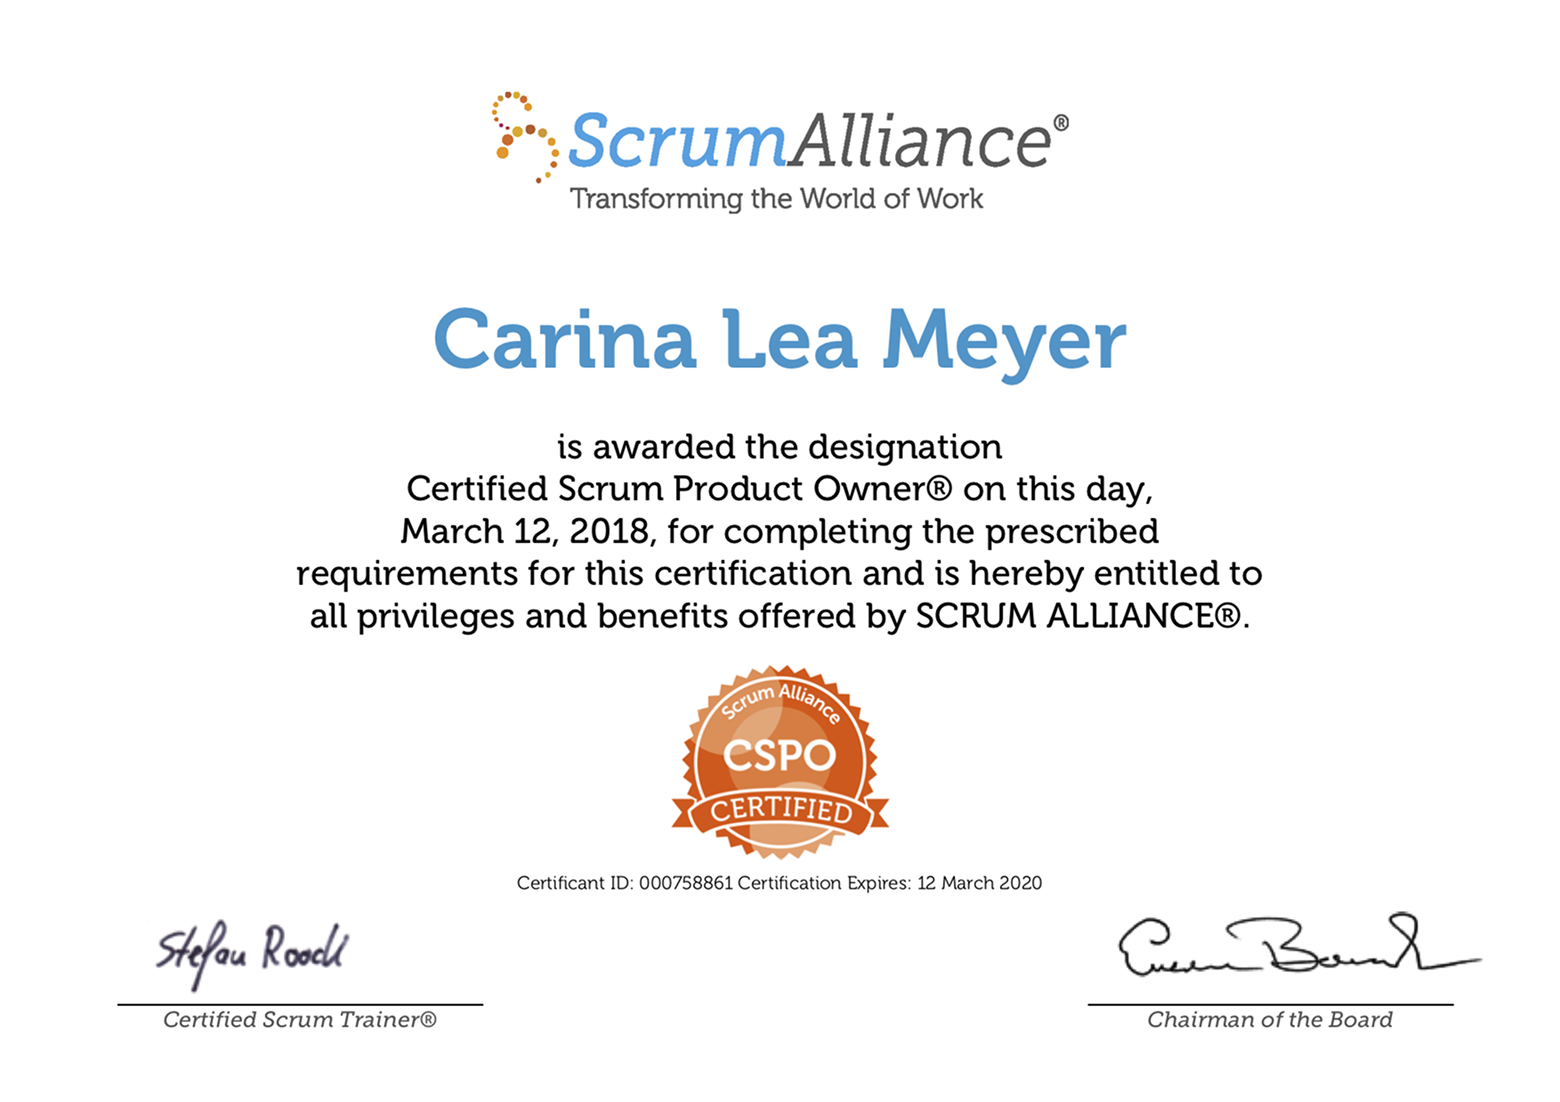 ScrumAlliance®
Transforming the World of Work
Carina Lea Meyer
is awarded the designation
Certified Scrum Product Owner® on this day,
March 12, 2018, for completing the prescribed
requirements for this certification and is hereby entitled to
all privileges and benefits offered by SCRUM ALLIANCE®.
Scrum Alliance
CSPO
CERTIFIED
Certificant ID: 000758861 Certification Expires: 12 March 2020
Stefan Roock
Certified Scrum Trainer®
Chairman of the Board